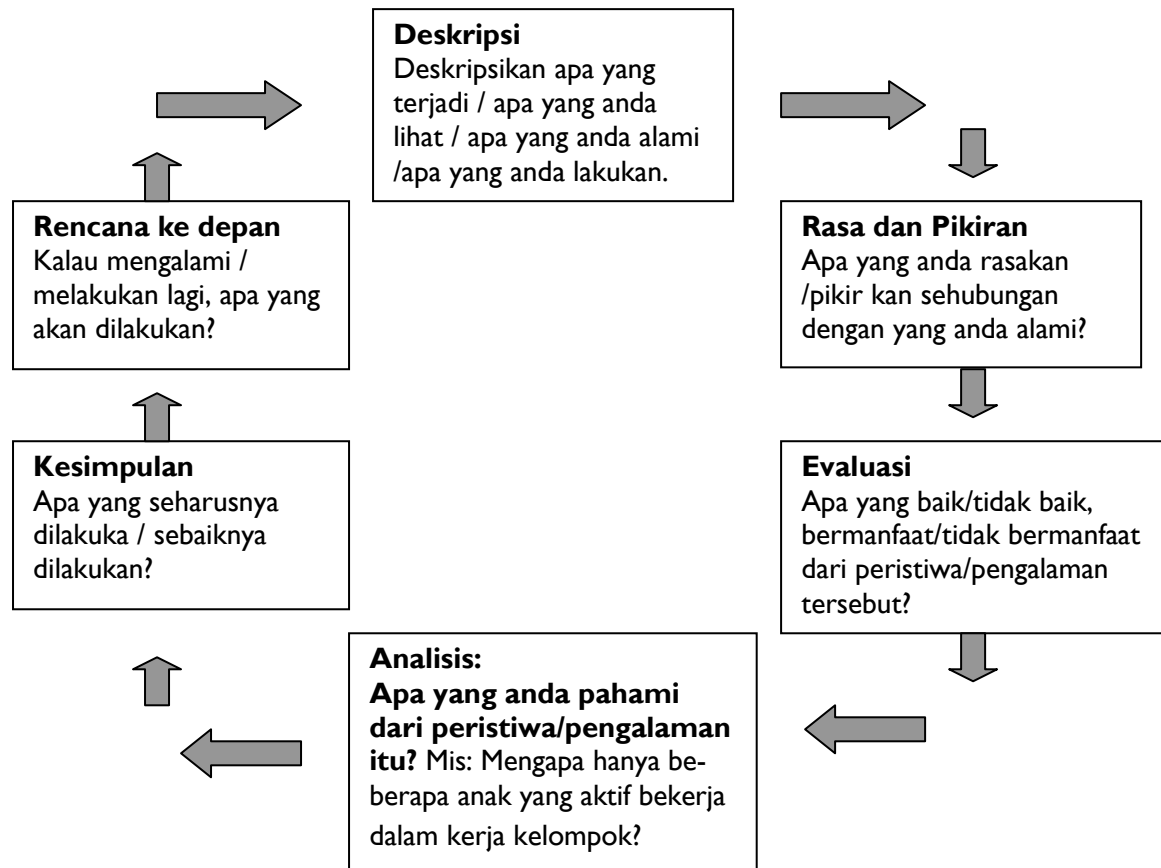 Deskripsi
Deskripsikan apa yang
terjadi / apa yang anda
lihat / apa yang anda alami
/apa yang anda lakukan.
Rasa dan Pikiran
Apa yang anda rasakan
/pikir kan sehubungan
dengan yang anda alami?
Evaluasi
Apa yang baik/tidak baik,
bermanfaat/tidak bermanfaat
dari peristiwa/pengalaman
tersebut?
Analisis:
Apa yang anda pahami
dari peristiwa/pengalaman
itu? Mis: Mengapa hanya be-
berapa anak yang aktif bekerja
dalam kerja kelompok?
Kesimpulan
Apa yang seharusnya
dilakuka / sebaiknya
dilakukan?
Rencana ke depan
Kalau mengalami /
melakukan lagi, apa yang
akan dilakukan?